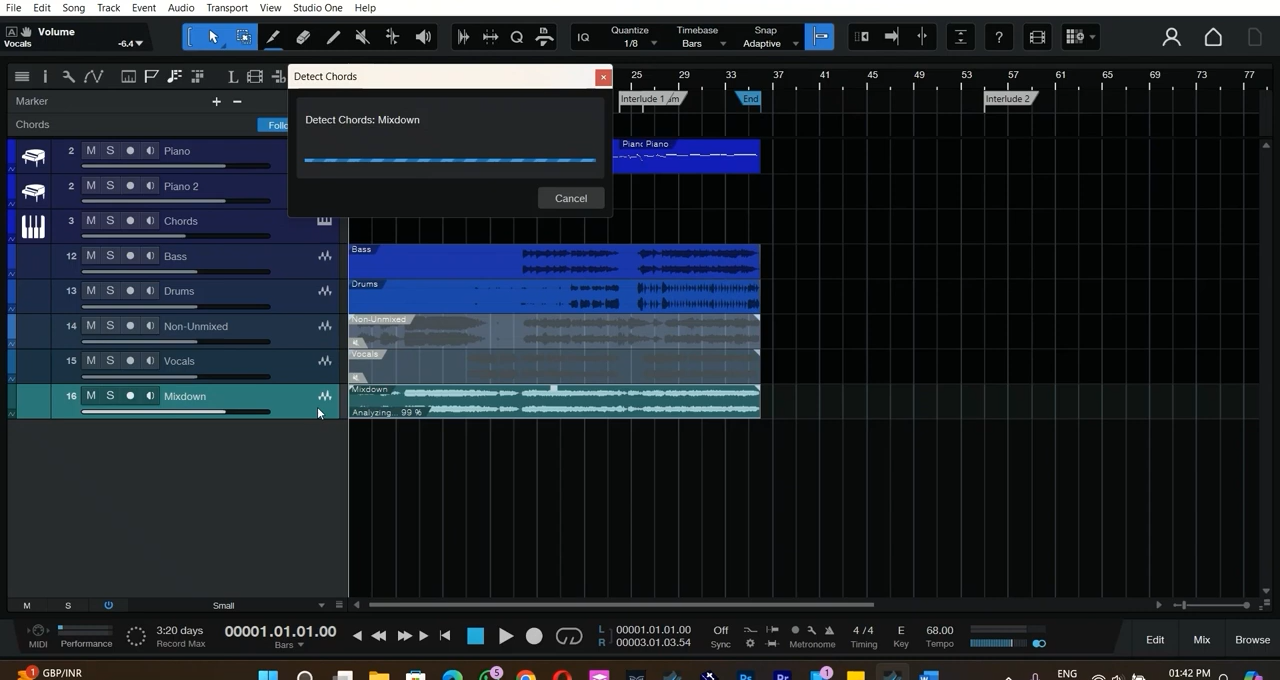 File Edit Song Track Event Audio Transport View Studio One Help
A Volume
Vocals -6.4
IQ Quantize Timebase Snap
1/8 Bars Adaptive
?
Detect Chords
25 29 33 37 41 45 49 53 57 61 65 69 73 77
Marker + -
Interlude 1 End Interlude 2
Chords Follo
Detect Chords: Mixdown
Cancel
2 M S Piano
Piano Piano
2 M S Piano 2
3 M S Chords
12 M S Bass
Bass
13 M S Drums
Drums
14 M S Non-Unmixed
Non-Unmixed
15 M S Vocals
Vocals
16 M S Mixdown
Mixdown
Analyzing... 99 %
M S Small
MIDI Performance
3:20 days
Record Max
00001.01.01.00
Bars
L 00001.01.01.00
R 00003.01.03.54
Off
Sync
Metronome
4 / 4
Timing
E
Key
68.00
Tempo
Edit Mix Browse
1 GBP/INR
5
1
ENG
01:42 PM